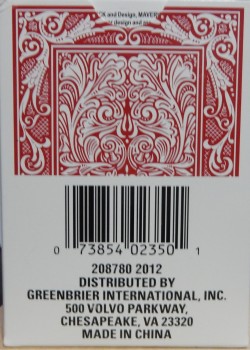 K and Design, MAVER
r design and
0 73854 02350 1
208780 2012
DISTRIBUTED BY
GREENBRIER INTERNATIONAL, INC.
500 VOLVO PARKWAY,
CHESAPEAKE, VA 23320
MADE IN CHINA